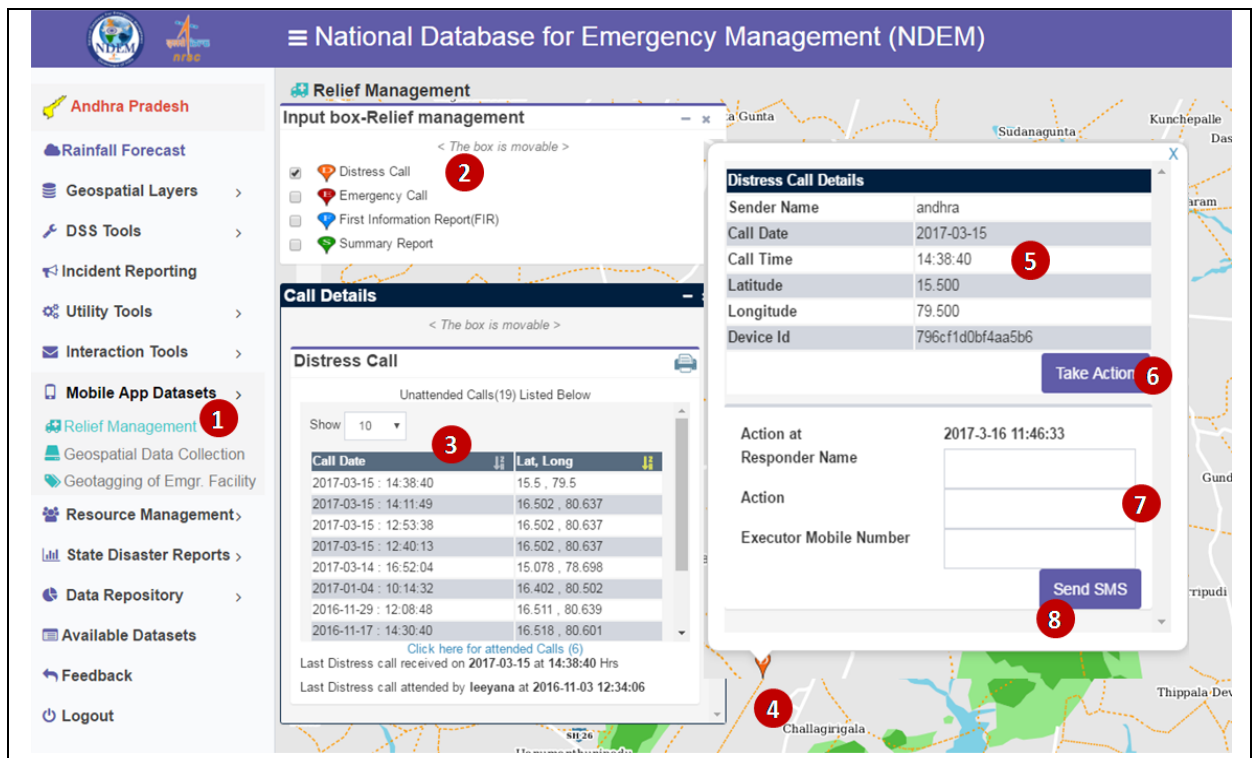 NDEM
nrsc
≡ National Database for Emergency Management (NDEM)
Andhra Pradesh
Rainfall Forecast
Geospatial Layers >
DSS Tools >
Incident Reporting
Utility Tools >
Interaction Tools >
Mobile App Datasets >
1
Relief Management
Geospatial Data Collection
Geotagging of Emgr. Facility
Resource Management >
State Disaster Reports >
Data Repository >
Available Datasets
Feedback
Logout
Relief Management
Input box-Relief management − ×
< The box is movable >
2
D Distress Call
E Emergency Call
F First Information Report(FIR)
S Summary Report
Call Details −
< The box is movable >
Distress Call
Unattended Calls(19) Listed Below
Show 10
3
Call Date Lat, Long
2017-03-15 : 14:38:40 15.5 , 79.5
2017-03-15 : 14:11:49 16.502 , 80.637
2017-03-15 : 12:53:38 16.502 , 80.637
2017-03-15 : 12:40:13 16.502 , 80.637
2017-03-14 : 16:52:04 15.078 , 78.698
2017-01-04 : 10:14:32 16.402 , 80.502
2016-11-29 : 12:08:48 16.511 , 80.639
2016-11-17 : 14:30:40 16.518 , 80.601
Click here for attended Calls (6)
Last Distress call received on 2017-03-15 at 14:38:40 Hrs
Last Distress call attended by leeyana at 2016-11-03 12:34:06
a Gunta
Sudanagunta
Kunchepalle
Das
aram
X
Distress Call Details
Sender Name andhra
Call Date 2017-03-15
Call Time 14:38:40
5
Latitude 15.500
Longitude 79.500
Device Id 796cf1d0bf4aa5b6
Take Action
6
Action at 2017-3-16 11:46:33
Responder Name
Action
7
Executor Mobile Number
Send SMS
8
Gund
rripudi
4
Challagirigala
Thippala Dev
SH 26